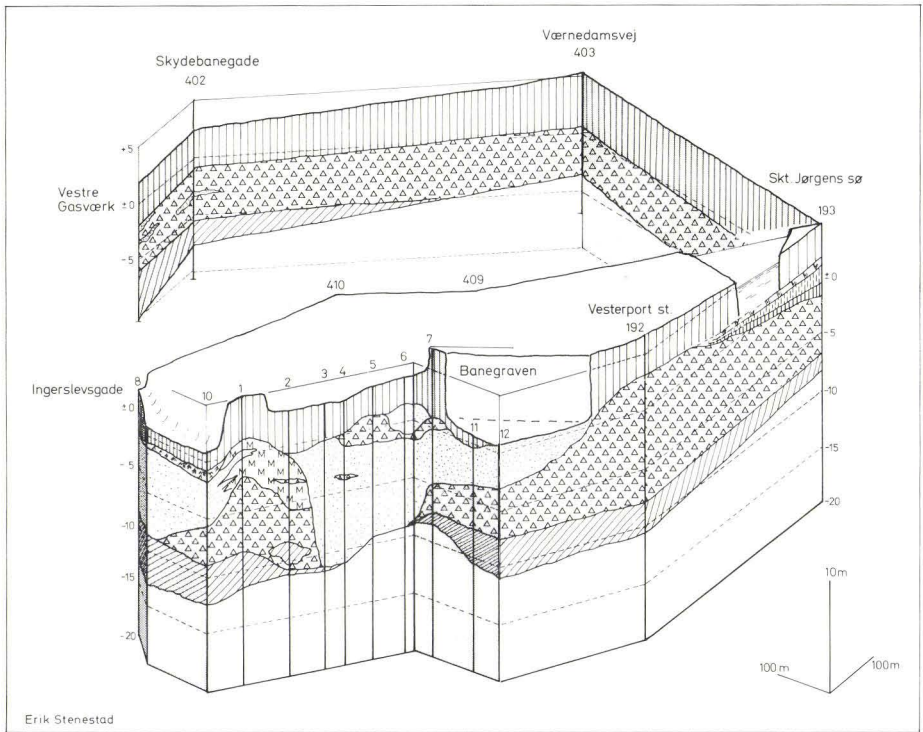 Værnedamsvej
403
Skydebanegade
402
+5
Vestre
Gasværk
±0
-5
Skt. Jørgens sø
193
±0
-5
-10
-15
-20
410
409
Vesterport st.
192
Banegraven
Ingerslevsgade
8
10
1
2
3
4
5
6
7
11
12
±0
-5
-10
-15
-20
M
M M
M M
M M
M
M M
M M
10m
100m
100m
Erik Stenestad